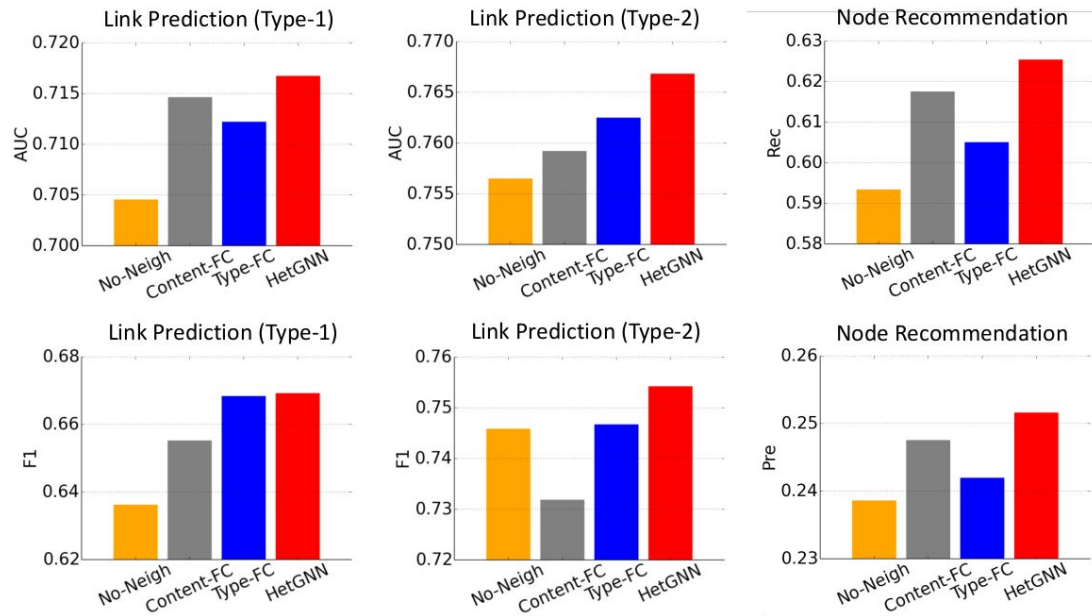 Link Prediction (Type-1)
0.720
0.715
0.710
0.705
0.700
AUC
No-Neigh
Content-FC
Type-FC
HetGNN
Link Prediction (Type-2)
0.770
0.765
0.760
0.755
0.750
AUC
No-Neigh
Content-FC
Type-FC
HetGNN
Node Recommendation
0.63
0.62
0.61
0.60
0.59
0.58
Rec
No-Neigh
Content-FC
Type-FC
HetGNN
Link Prediction (Type-1)
0.68
0.66
0.64
0.62
F1
No-Neigh
Content-FC
Type-FC
HetGNN
Link Prediction (Type-2)
0.76
0.75
0.74
0.73
0.72
F1
No-Neigh
Content-FC
Type-FC
HetGNN
Node Recommendation
0.26
0.25
0.24
0.23
Pre
No-Neigh
Content-FC
Type-FC
HetGNN